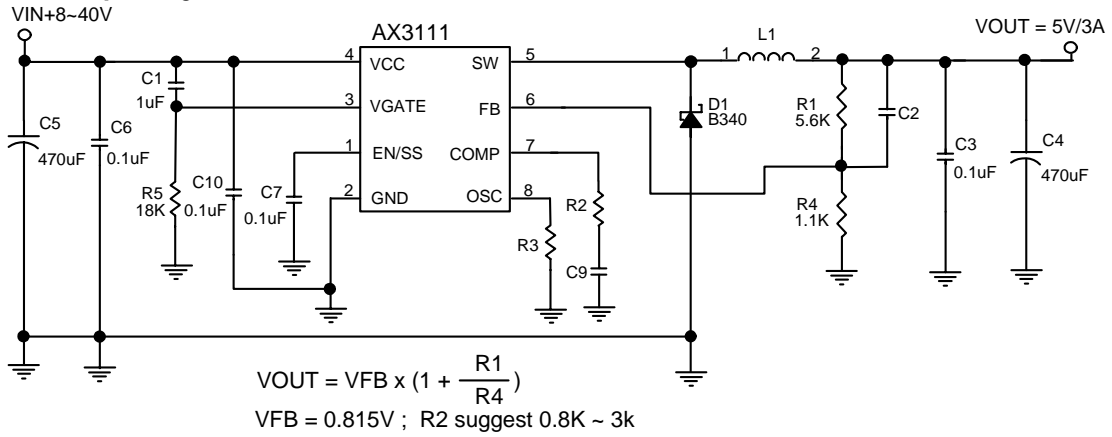 VIN+8~40V
VOUT = 5V/3A
AX3111
L1
4 VCC SW 5
1 2
C1
1uF
3 VGATE FB 6
D1
B340
R1
5.6K
C2
C5
470uF
C6
0.1uF
1 EN/SS COMP 7
C3
0.1uF
C4
470uF
R5
18K
C10
0.1uF
C7
0.1uF
2 GND OSC 8
R2
R4
1.1K
R3
C9
VOUT = VFB x (1 + R1
R4 )
VFB = 0.815V ; R2 suggest 0.8K ~ 3k